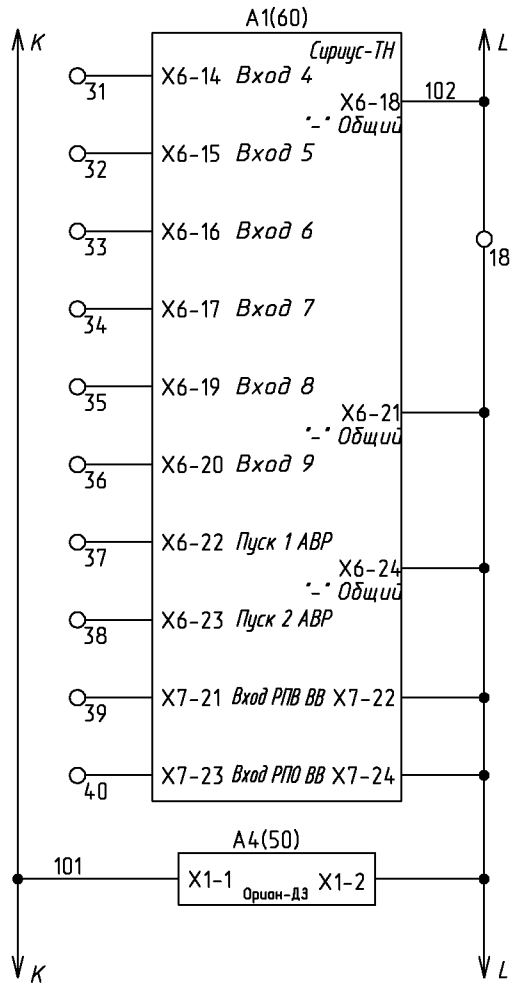 А1(60)
K
L
Сириус-ТН
31 X6-14 Вход 4
X6-18 102
"-" Общий
32 X6-15 Вход 5
33 X6-16 Вход 6
18
34 X6-17 Вход 7
35 X6-19 Вход 8
X6-21
"-" Общий
36 X6-20 Вход 9
37 X6-22 Пуск 1 АВР
X6-24
"-" Общий
38 X6-23 Пуск 2 АВР
39 X7-21 Вход РПВ ВВ X7-22
40 X7-23 Вход РПО ВВ X7-24
А4(50)
101 X1-1 Орион-ДЗ X1-2
K
L